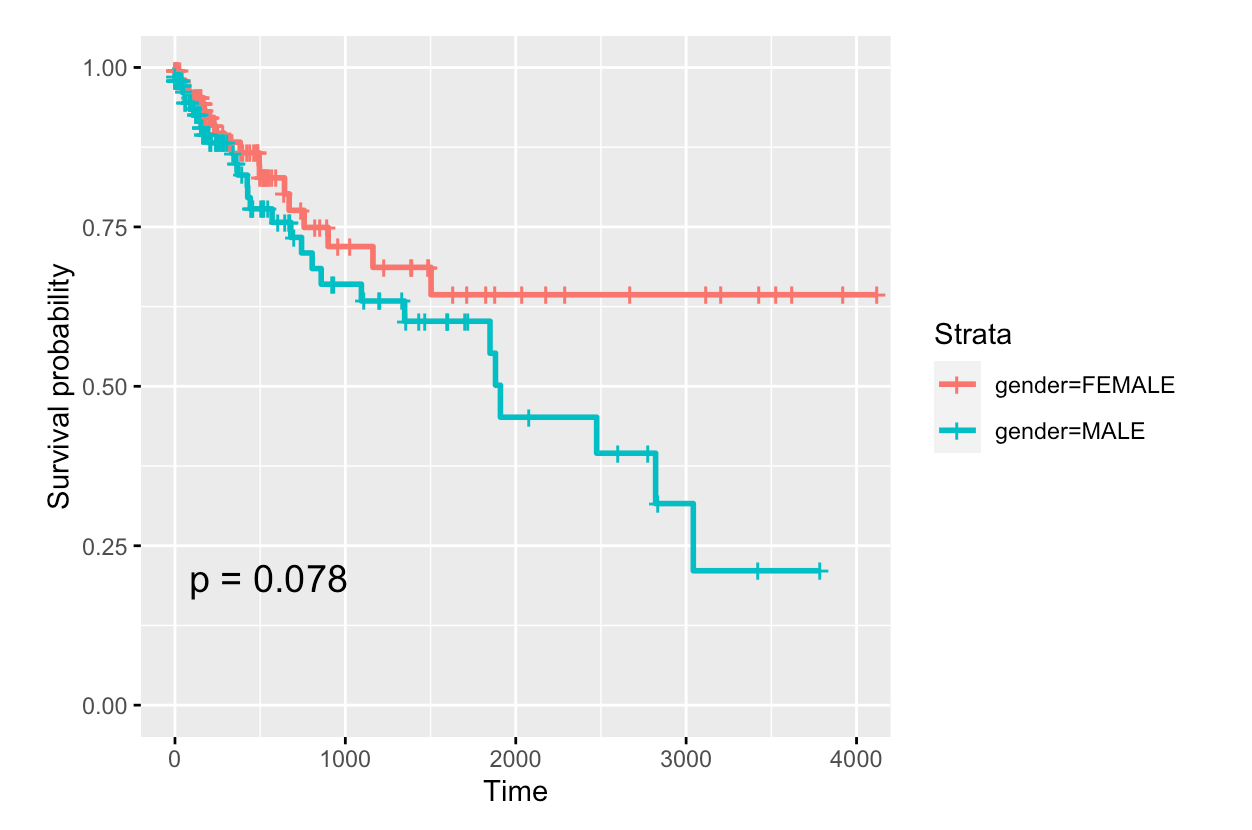 1.00
0.75
0.50
0.25
0.00
Survival probability
p = 0.078
0 1000 2000 3000 4000
Time
Strata
gender=FEMALE
gender=MALE